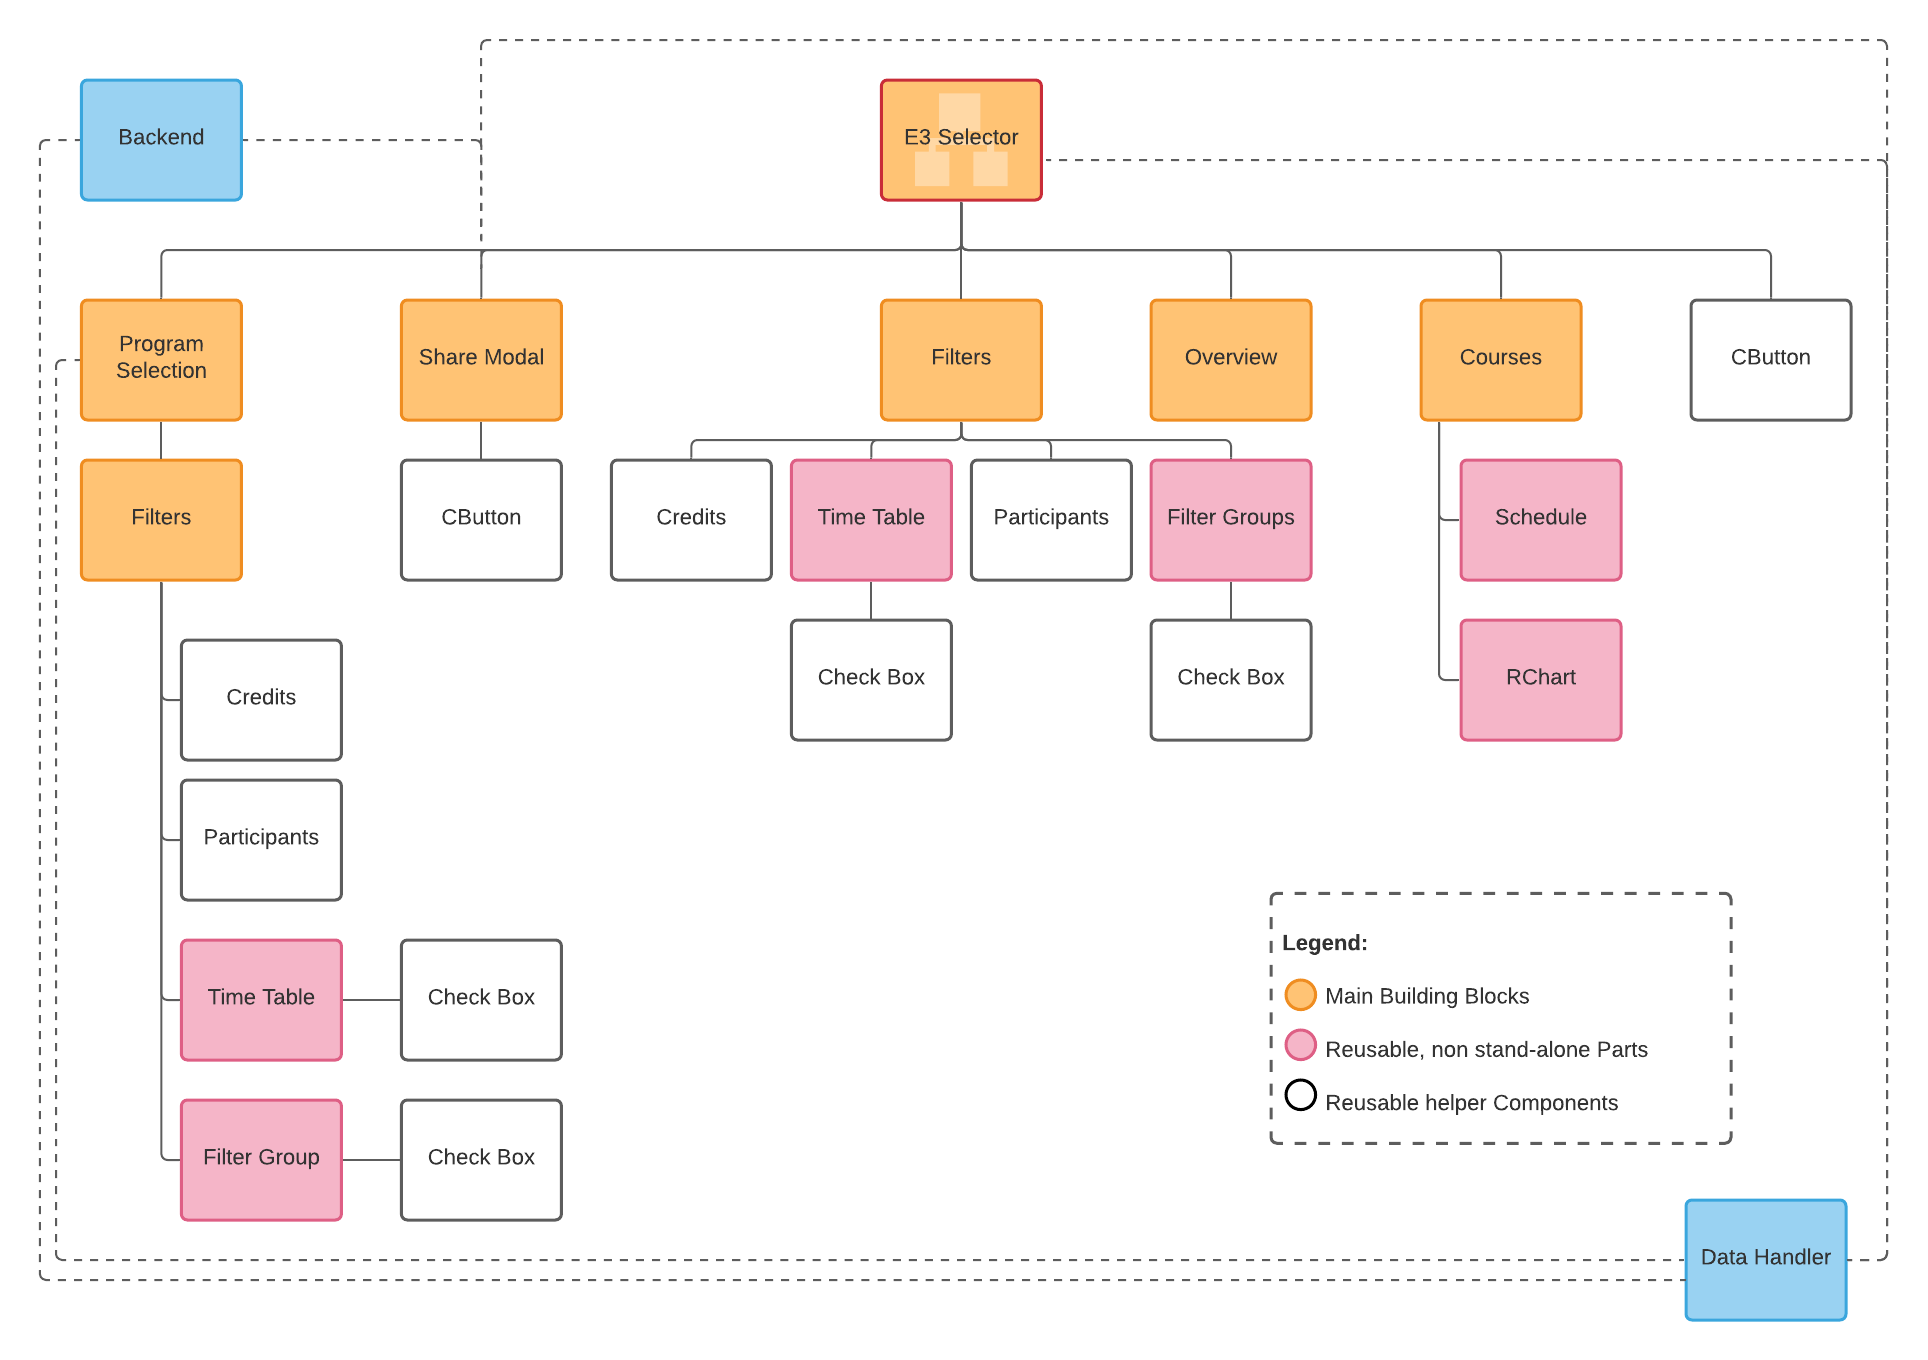 Backend
E3 Selector
Program
Selection
Share Modal
Filters
Overview
Courses
CButton
Filters
CButton
Credits
Time Table
Participants
Filter Groups
Schedule
Check Box
Check Box
RChart
Credits
Participants
Time Table
Check Box
Filter Group
Check Box
Legend:
Main Building Blocks
Reusable, non stand-alone Parts
Reusable helper Components
Data Handler